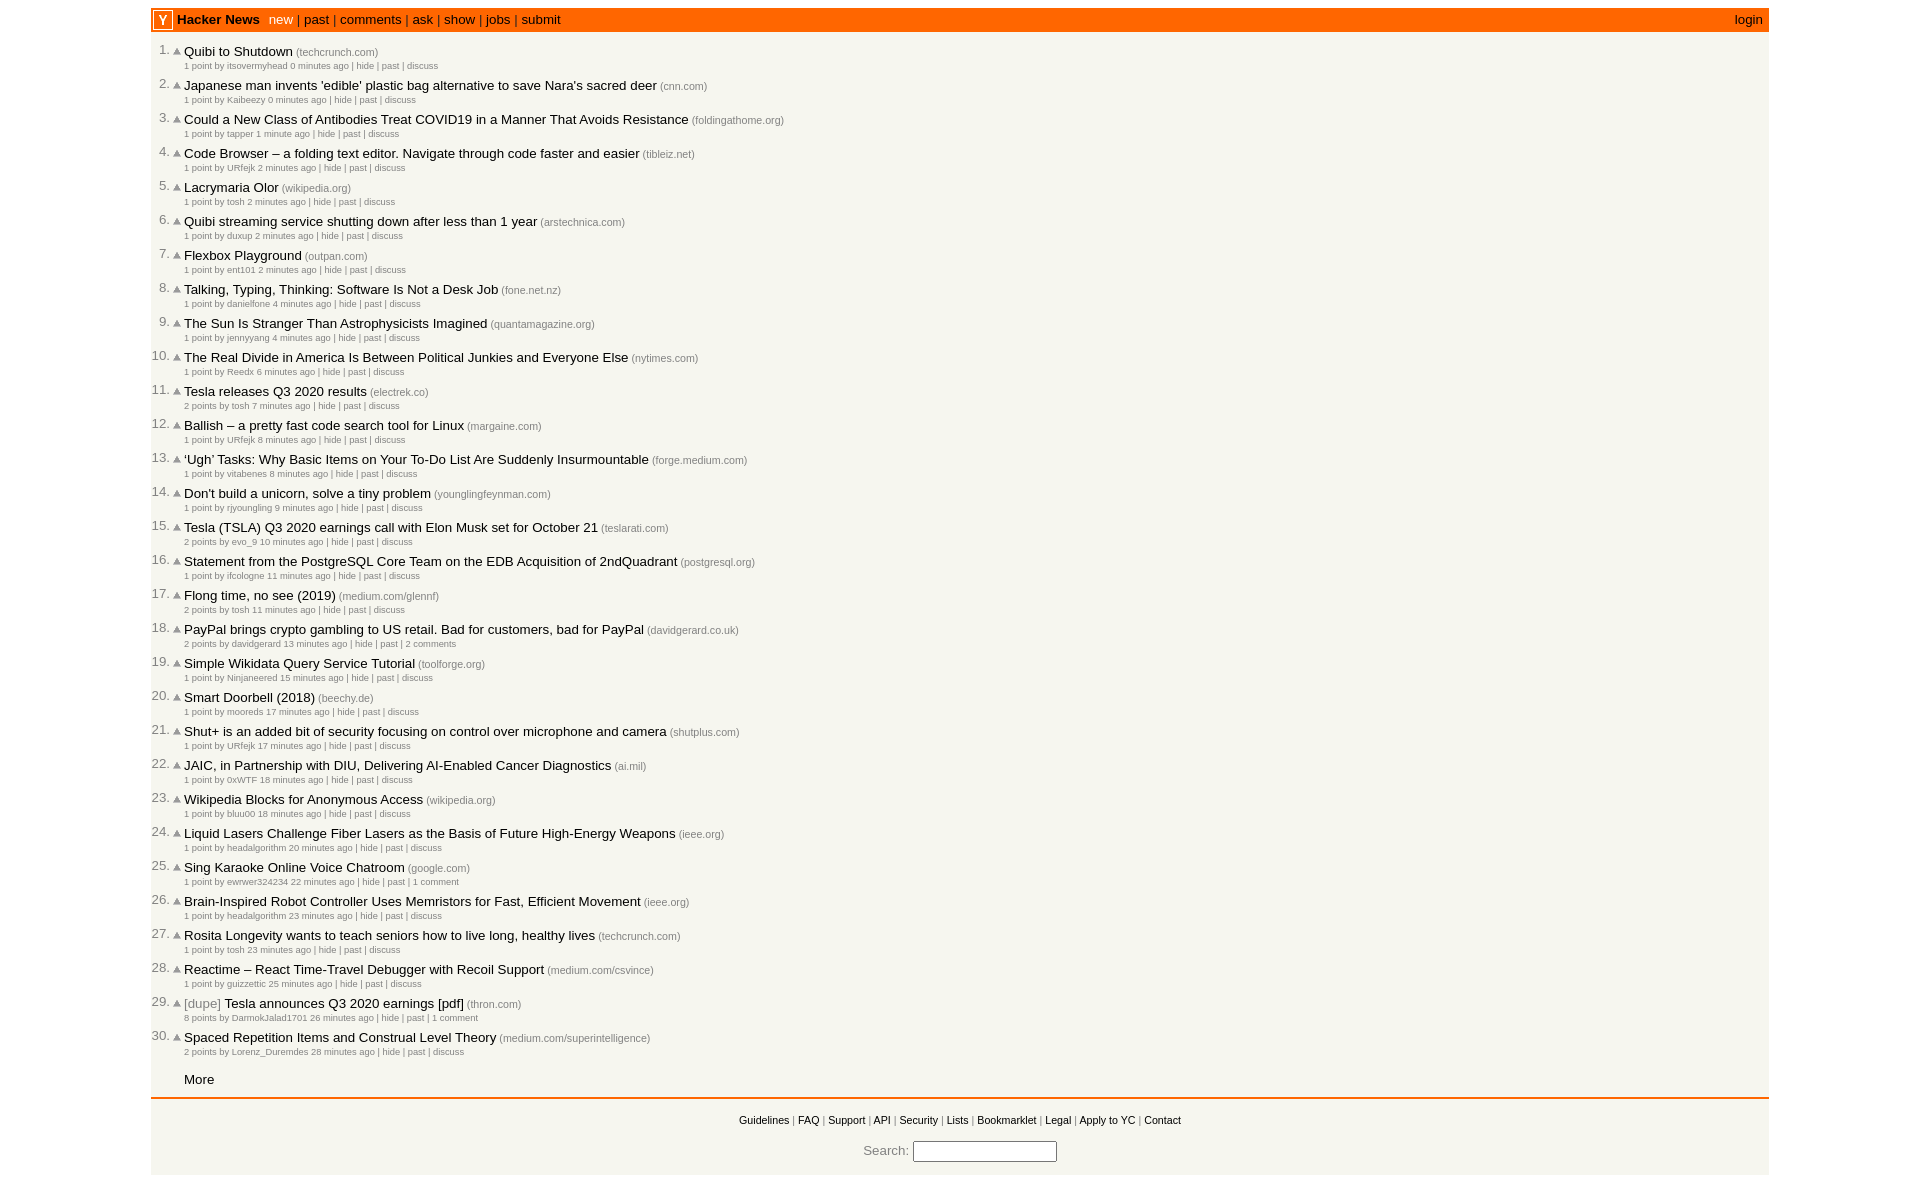 Y Hacker News new | past | comments | ask | show | jobs | submit login
1. Quibi to Shutdown (techcrunch.com)
1 point by itsovermyhead 0 minutes ago | hide | past | discuss
2. Japanese man invents 'edible' plastic bag alternative to save Nara's sacred deer (cnn.com)
1 point by Kaibeezy 0 minutes ago | hide | past | discuss
3. Could a New Class of Antibodies Treat COVID19 in a Manner That Avoids Resistance (foldingathome.org)
1 point by tapper 1 minute ago | hide | past | discuss
4. Code Browser – a folding text editor. Navigate through code faster and easier (tibleiz.net)
1 point by URfejk 2 minutes ago | hide | past | discuss
5. Lacrymaria Olor (wikipedia.org)
1 point by tosh 2 minutes ago | hide | past | discuss
6. Quibi streaming service shutting down after less than 1 year (arstechnica.com)
1 point by duxup 2 minutes ago | hide | past | discuss
7. Flexbox Playground (outpan.com)
1 point by ent101 2 minutes ago | hide | past | discuss
8. Talking, Typing, Thinking: Software Is Not a Desk Job (fone.net.nz)
1 point by danielfone 4 minutes ago | hide | past | discuss
9. The Sun Is Stranger Than Astrophysicists Imagined (quantamagazine.org)
1 point by jennyyang 4 minutes ago | hide | past | discuss
10. The Real Divide in America Is Between Political Junkies and Everyone Else (nytimes.com)
1 point by Reedx 6 minutes ago | hide | past | discuss
11. Tesla releases Q3 2020 results (electrek.co)
2 points by tosh 7 minutes ago | hide | past | discuss
12. Ballish – a pretty fast code search tool for Linux (margaine.com)
1 point by URfejk 8 minutes ago | hide | past | discuss
13. ‘Ugh’ Tasks: Why Basic Items on Your To-Do List Are Suddenly Insurmountable (forge.medium.com)
1 point by vitabenes 8 minutes ago | hide | past | discuss
14. Don't build a unicorn, solve a tiny problem (younglingfeynman.com)
1 point by rjyoungling 9 minutes ago | hide | past | discuss
15. Tesla (TSLA) Q3 2020 earnings call with Elon Musk set for October 21 (teslarati.com)
2 points by evo_9 10 minutes ago | hide | past | discuss
16. Statement from the PostgreSQL Core Team on the EDB Acquisition of 2ndQuadrant (postgresql.org)
1 point by ifcologne 11 minutes ago | hide | past | discuss
17. Flong time, no see (2019) (medium.com/glennf)
2 points by tosh 11 minutes ago | hide | past | discuss
18. PayPal brings crypto gambling to US retail. Bad for customers, bad for PayPal (davidgerard.co.uk)
2 points by davidgerard 13 minutes ago | hide | past | 2 comments
19. Simple Wikidata Query Service Tutorial (toolforge.org)
1 point by Ninjaneered 15 minutes ago | hide | past | discuss
20. Smart Doorbell (2018) (beechy.de)
1 point by mooreds 17 minutes ago | hide | past | discuss
21. Shut+ is an added bit of security focusing on control over microphone and camera (shutplus.com)
1 point by URfejk 17 minutes ago | hide | past | discuss
22. JAIC, in Partnership with DIU, Delivering AI-Enabled Cancer Diagnostics (ai.mil)
1 point by 0xWTF 18 minutes ago | hide | past | discuss
23. Wikipedia Blocks for Anonymous Access (wikipedia.org)
1 point by bluu00 18 minutes ago | hide | past | discuss
24. Liquid Lasers Challenge Fiber Lasers as the Basis of Future High-Energy Weapons (ieee.org)
1 point by headalgorithm 20 minutes ago | hide | past | discuss
25. Sing Karaoke Online Voice Chatroom (google.com)
1 point by ewrwer324234 22 minutes ago | hide | past | 1 comment
26. Brain-Inspired Robot Controller Uses Memristors for Fast, Efficient Movement (ieee.org)
1 point by headalgorithm 23 minutes ago | hide | past | discuss
27. Rosita Longevity wants to teach seniors how to live long, healthy lives (techcrunch.com)
1 point by tosh 23 minutes ago | hide | past | discuss
28. Reactime – React Time-Travel Debugger with Recoil Support (medium.com/csvince)
1 point by guizzettic 25 minutes ago | hide | past | discuss
29. [dupe] Tesla announces Q3 2020 earnings [pdf] (thron.com)
8 points by DarmokJalad1701 26 minutes ago | hide | past | 1 comment
30. Spaced Repetition Items and Construal Level Theory (medium.com/superintelligence)
2 points by Lorenz_Duremdes 28 minutes ago | hide | past | discuss
More
Guidelines | FAQ | Support | API | Security | Lists | Bookmarklet | Legal | Apply to YC | Contact
Search: